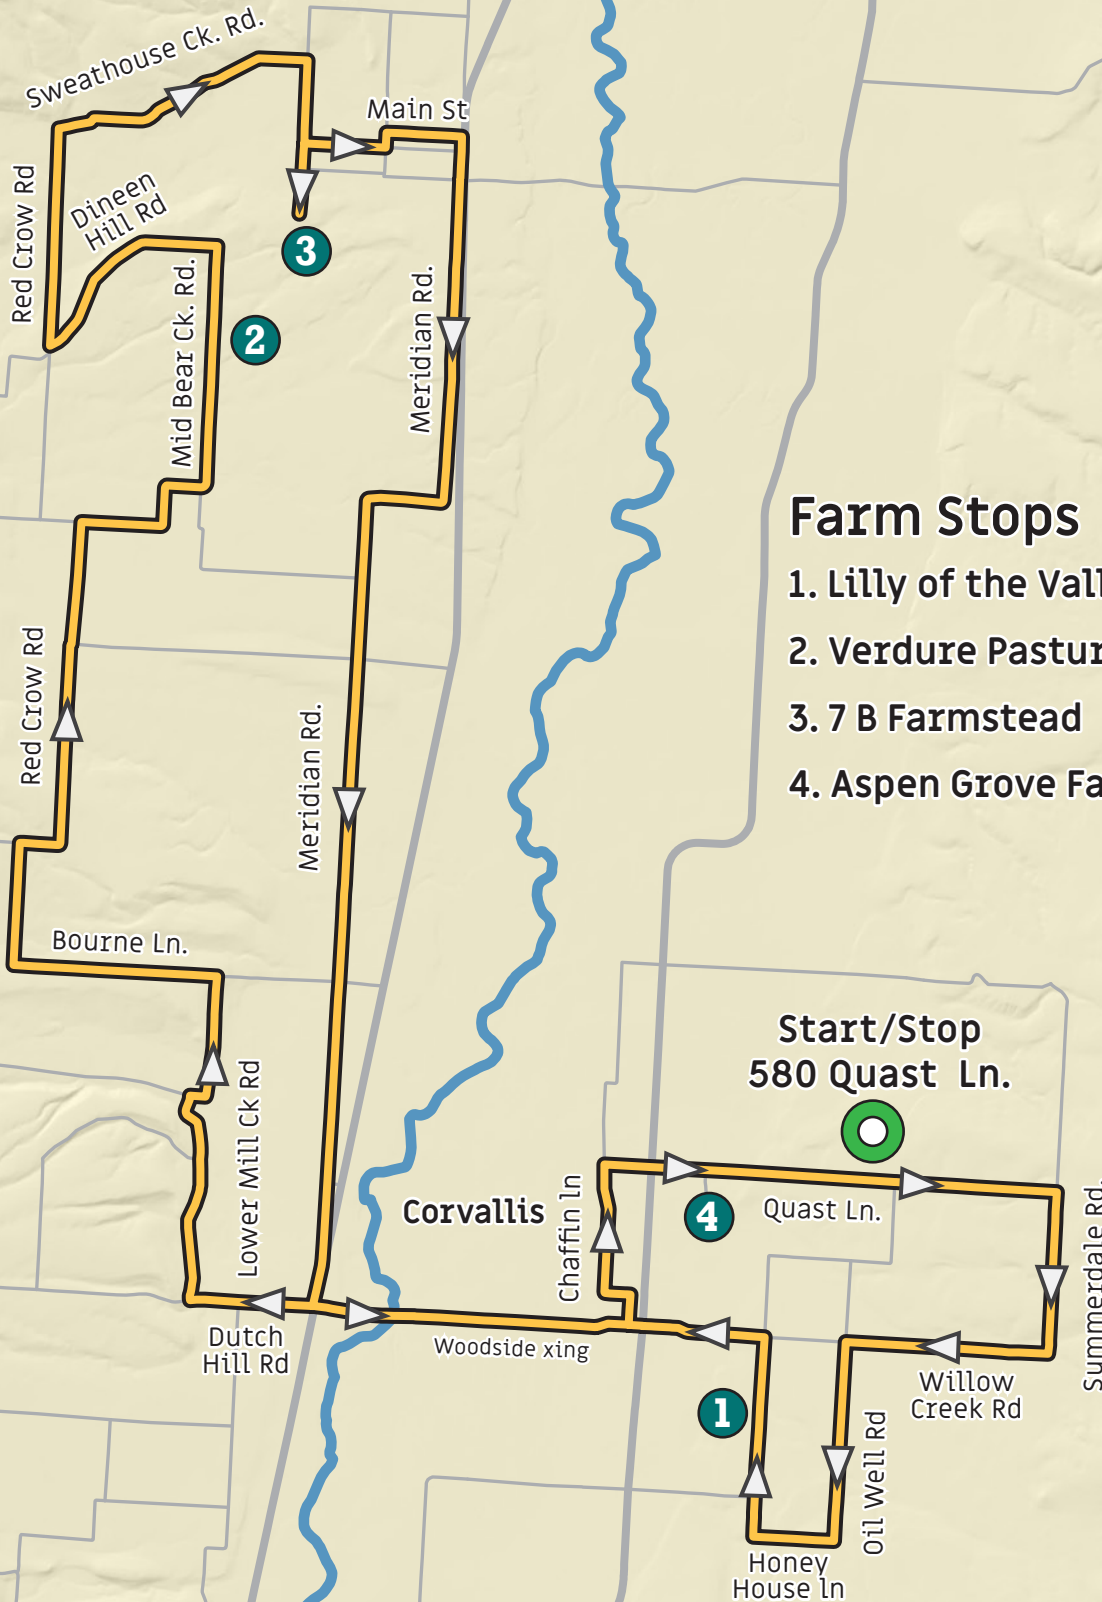 Sweathouse Ck. Rd.
Main St
Red Crow Rd
Dineen
Hill Rd
3
Mid Bear Ck. Rd.
2
Meridian Rd.
Farm Stops
1. Lilly of the Vall
2. Verdure Pastur
3. 7 B Farmstead
4. Aspen Grove Fa
Red Crow Rd
Meridian Rd.
Bourne Ln.
Start/Stop
580 Quast Ln.
Lower Mill Ck Rd
Corvallis
Chaffin ln
4
Quast Ln.
Summerdale Rd.
Dutch
Hill Rd
Woodside xing
Willow
Creek Rd
1
Oil Well Rd
Honey
House ln